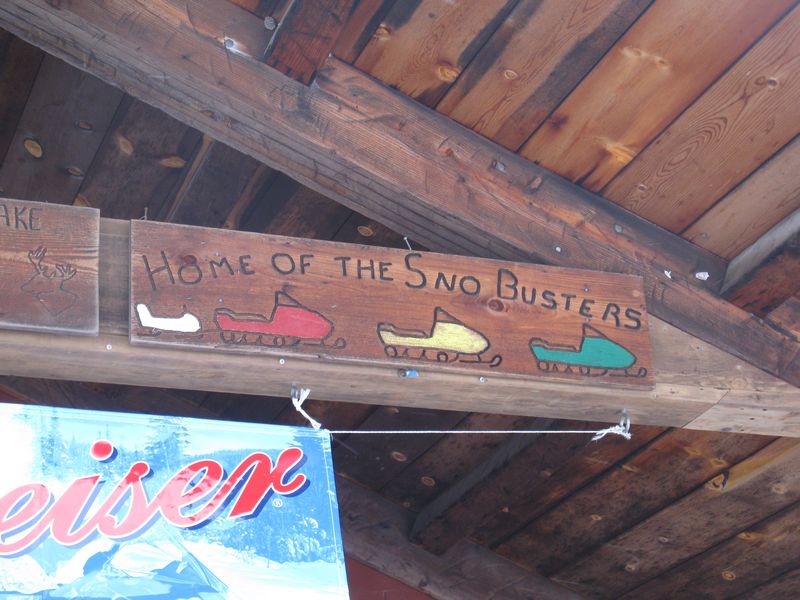 AKE
HOME OF THE SNO BUSTERS
eiser®